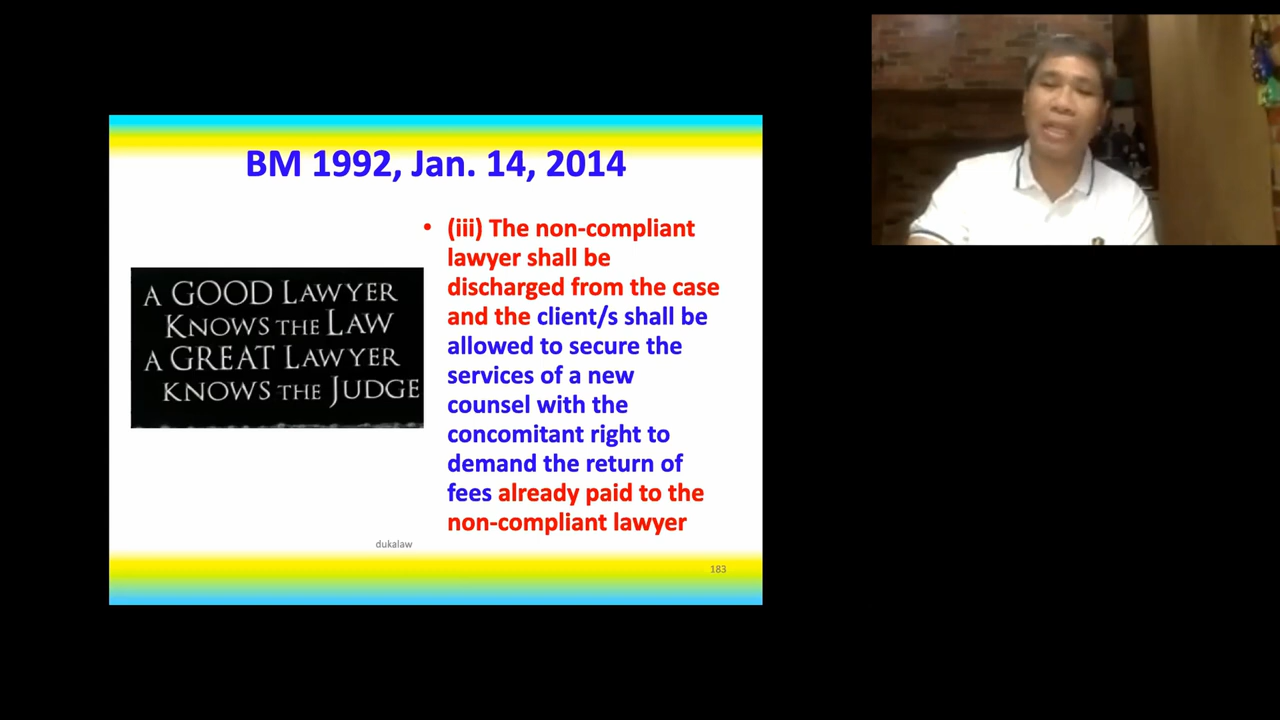 BM 1992, Jan. 14, 2014
A GOOD LAWYER
KNOWS THE LAW
A GREAT LAWYER
KNOWS THE JUDGE
• (iii) The non-compliant
lawyer shall be
discharged from the case
and the client/s shall be
allowed to secure the
services of a new
counsel with the
concomitant right to
demand the return of
fees already paid to the
non-compliant lawyer
dukalaw
183